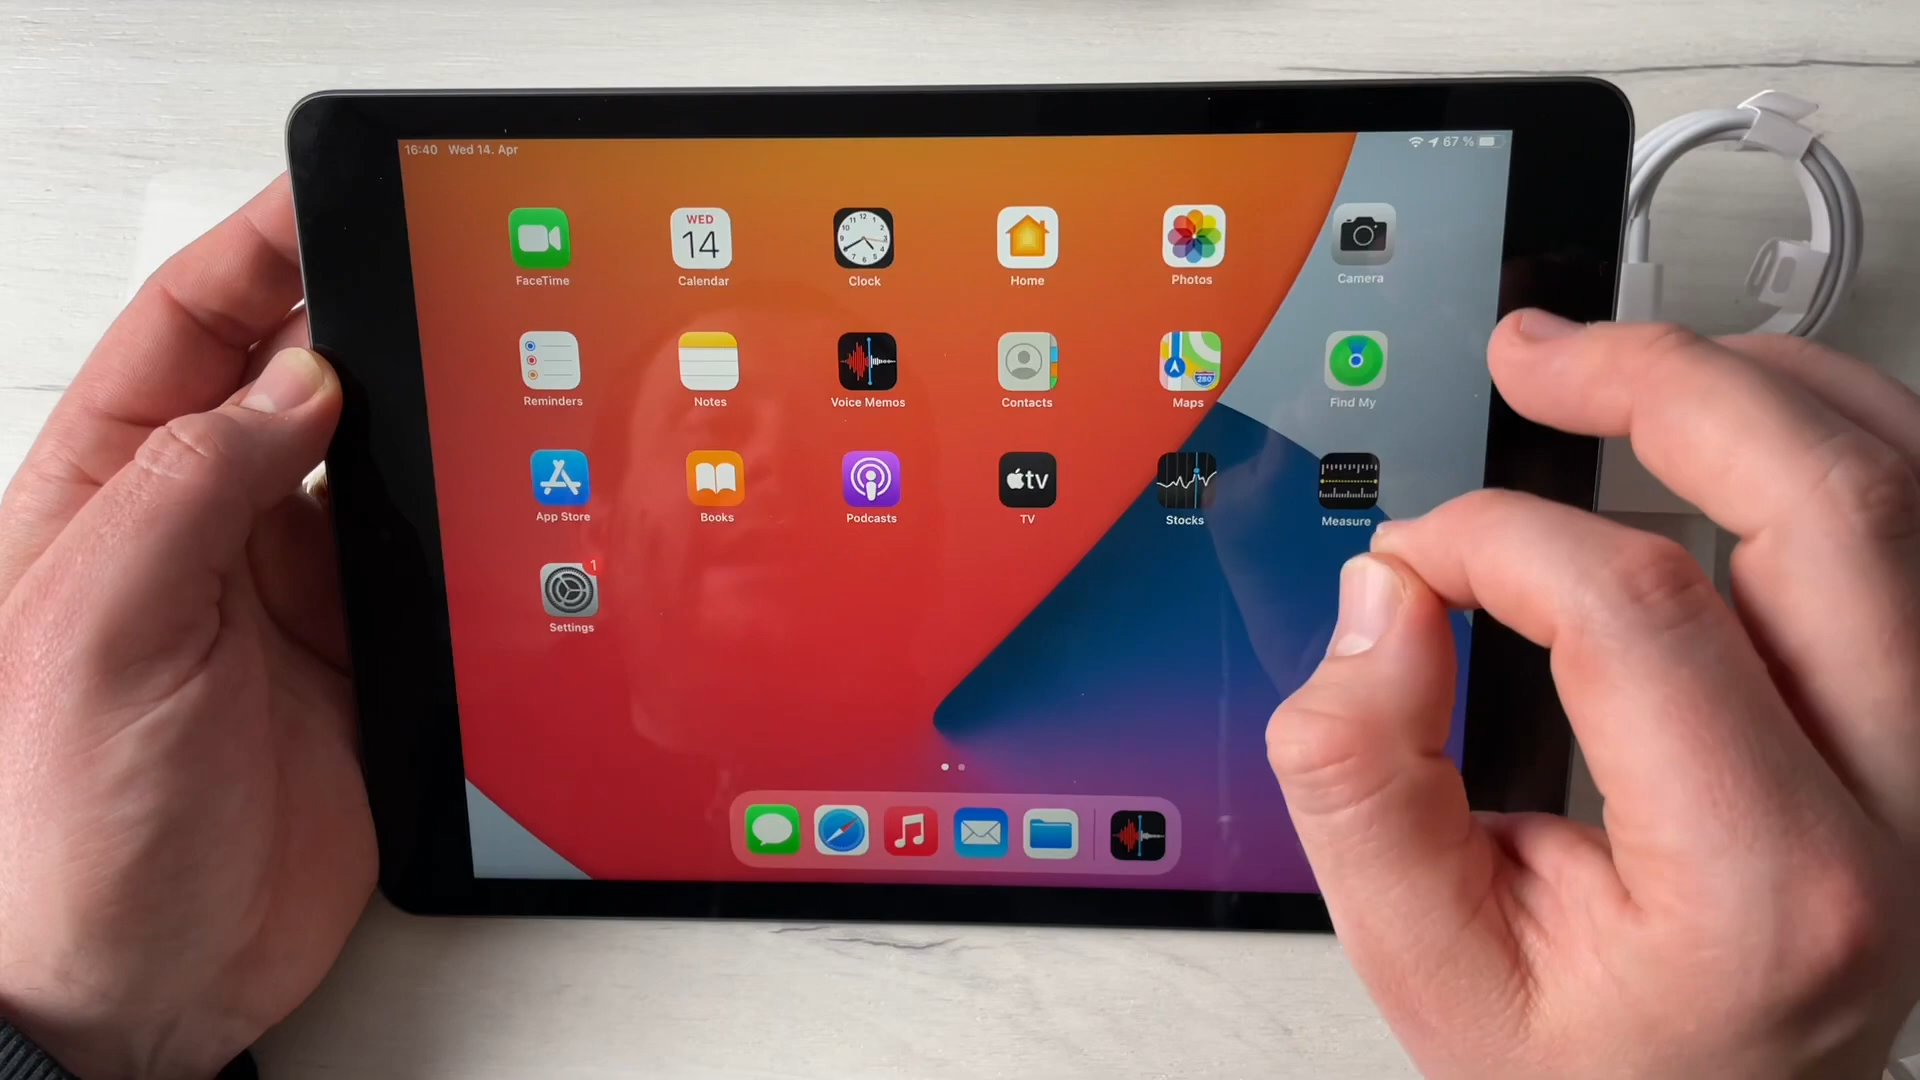 16:40 Wed 14. Apr
67 %
WED
14
FaceTime
Calendar
Clock
Home
Photos
Camera
280
Reminders
Notes
Voice Memos
Contacts
Maps
Find My
tv
App Store
Books
Podcasts
TV
Stocks
Measure
1
Settings